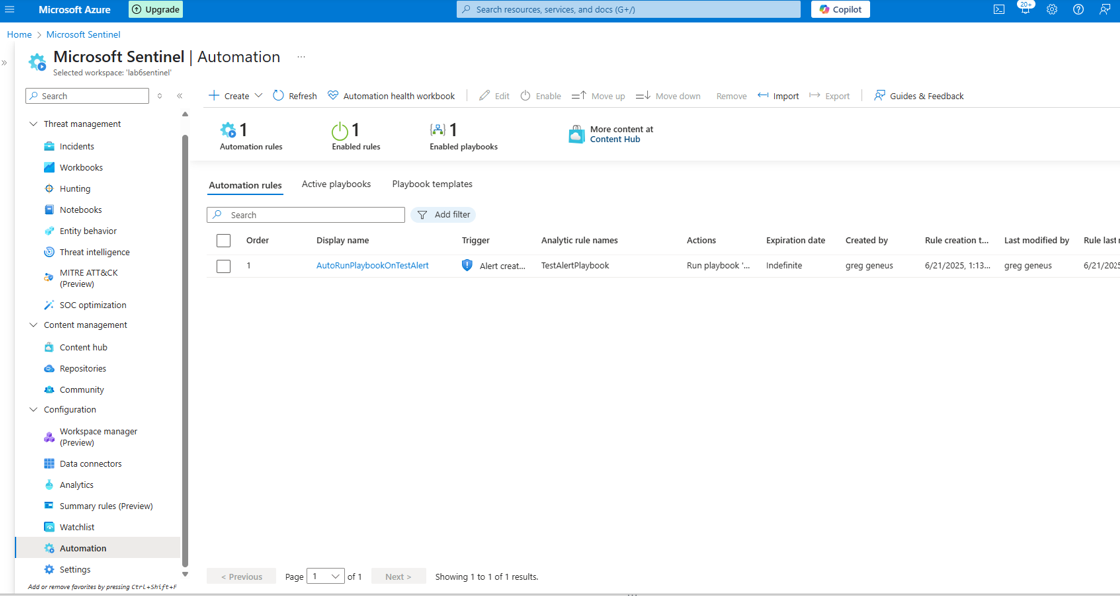 Microsoft Azure
Upgrade
Search resources, services, and docs (G+/)
Copilot
20+
Home > Microsoft Sentinel
Microsoft Sentinel | Automation ...
Selected workspace: 'lab6sentinel'
Search
Threat management
Incidents
Workbooks
Hunting
Notebooks
Entity behavior
Threat intelligence
MITRE ATT&CK
(Preview)
SOC optimization
Content management
Content hub
Repositories
Community
Configuration
Workspace manager
(Preview)
Data connectors
Analytics
Summary rules (Preview)
Watchlist
Automation
Settings
Add or remove favorites by pressing Ctrl+Shift+F
Create
Refresh
Automation health workbook
Edit
Enable
Move up
Move down
Remove
Import
Export
Guides & Feedback
1
Automation rules
1
Enabled rules
1
Enabled playbooks
More content at
Content Hub
Automation rules
Active playbooks
Playbook templates
Search
Add filter
Order Display name Trigger Analytic rule names Actions Expiration date Created by Rule creation t... Last modified by Rule last
1 AutoRunPlaybookOnTestAlert Alert creat... TestAlertPlaybook Run playbook '... Indefinite greg geneus 6/21/2025, 1:13... greg geneus 6/21/2025
< Previous Page 1 of 1 Next > Showing 1 to 1 of 1 results.